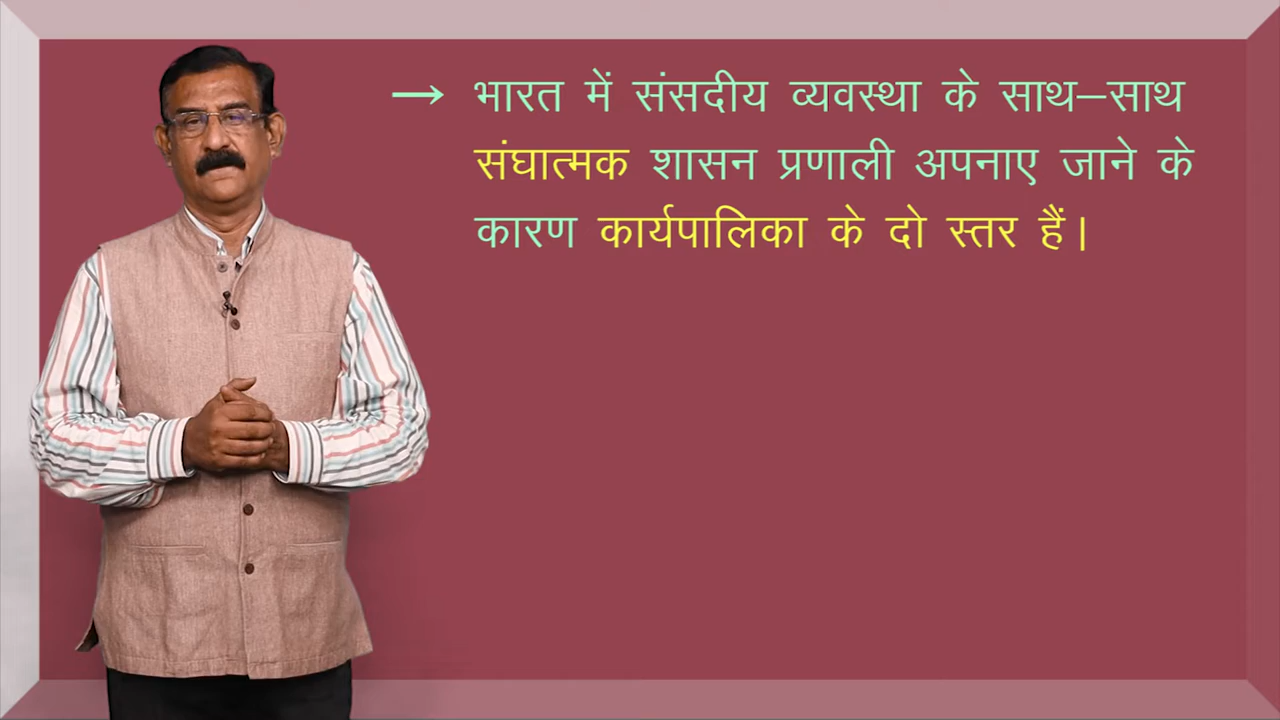 → भारत में संसदीय व्यवस्था के साथ–साथ
संघात्मक शासन प्रणाली अपनाए जाने के
कारण कार्यपालिका के दो स्तर हैं।